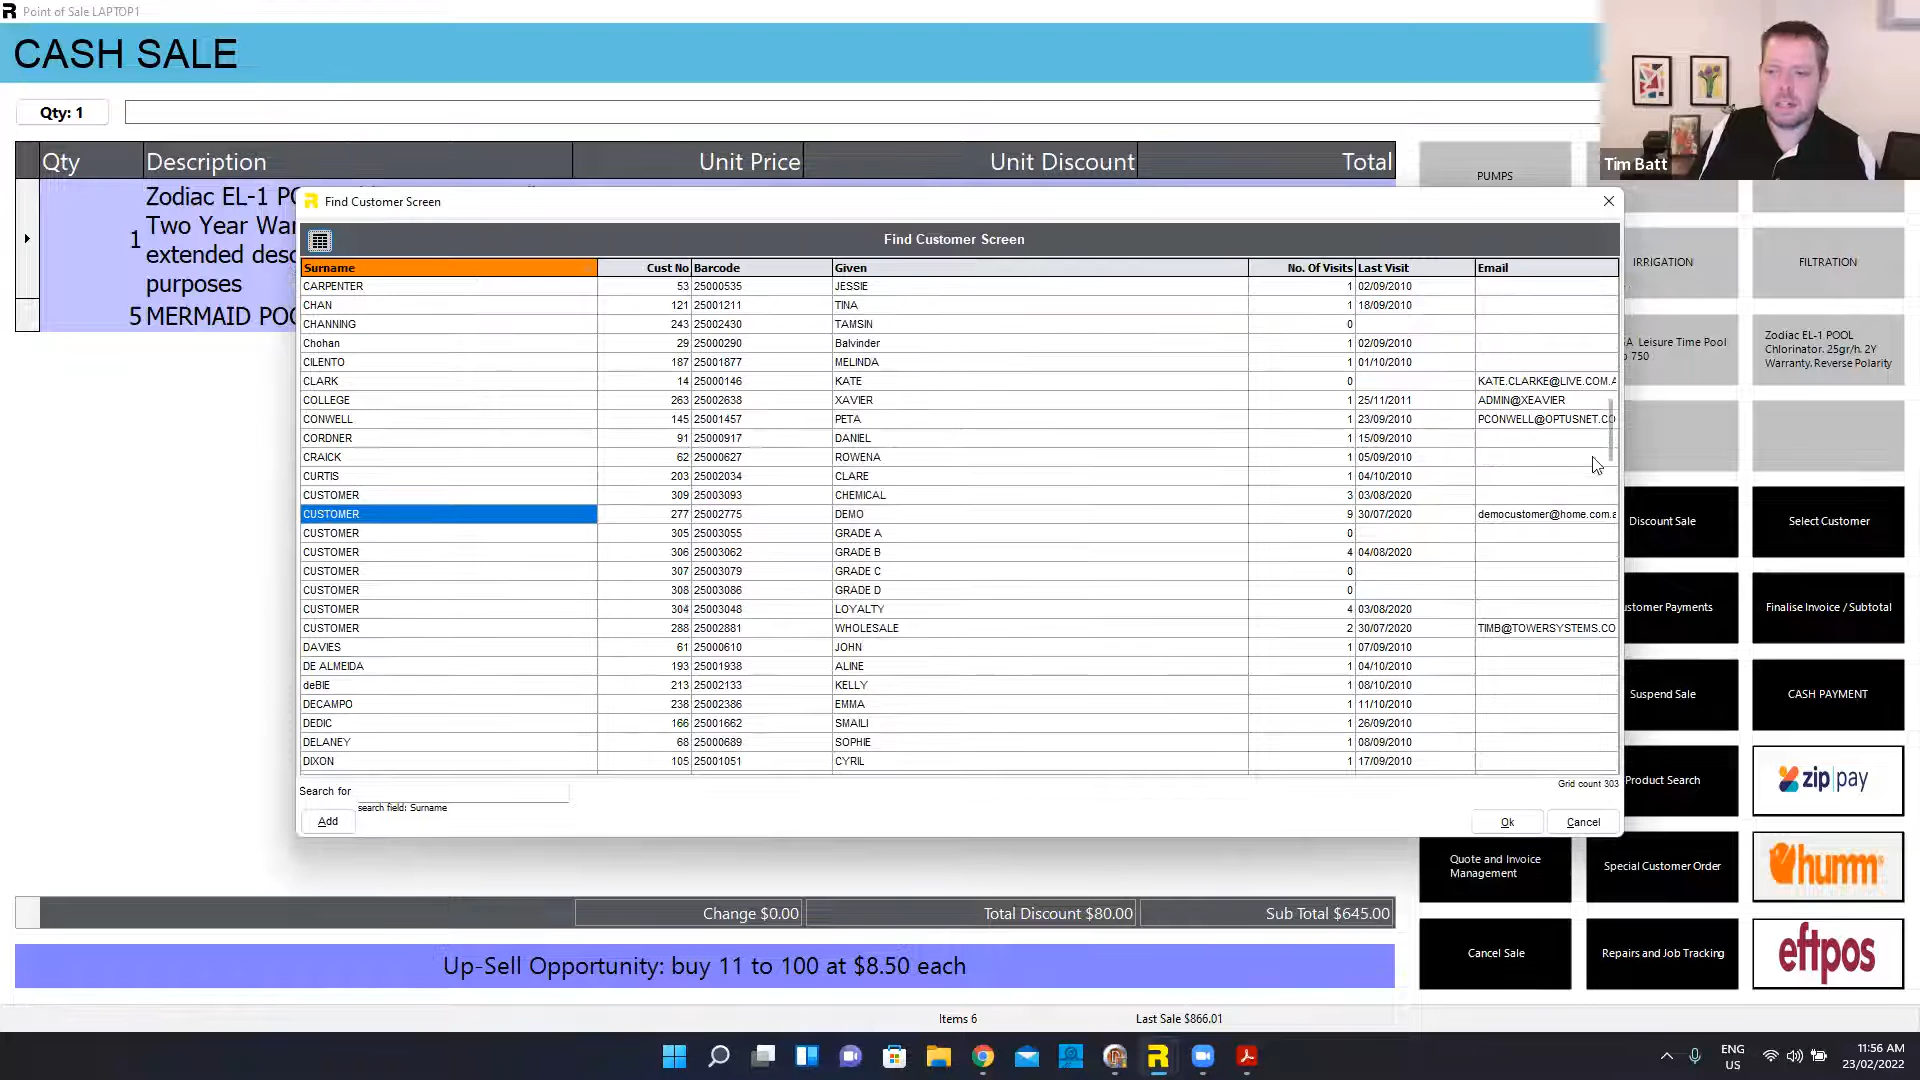 Point of Sale LAPTOP1
CASH SALE
Qty: 1
Qty Description Unit Price Unit Discount Total
Zodiac EL-1
1 Two Year
extended
purposes
5 MERMAID
Tim Batt
PUMPS
IRRIGATION
FILTRATION
Leisure Time Pool
750
Zodiac EL-1 POOL
Chlorinator. 25gr/h. 2Y
Warranty. Reverse Polarity
Find Customer Screen
Find Customer Screen
Surname Cust No Barcode Given No. Of Visits Last Visit Email
CARPENTER 53 25000535 JESSIE 1 02/09/2010
CHAN 121 25001211 TINA 1 18/09/2010
CHANNING 243 25002430 TAMSIN 0
Chohan 29 25000290 Balvinder 1 02/09/2010
CILENTO 187 25001877 MELINDA 1 01/10/2010
CLARK 14 25000146 KATE 0 KATE.CLARKE@LIVE.COM.A
COLLEGE 263 25002638 XAVIER 1 25/11/2011 ADMIN@XEAVIER
CONWELL 145 25001457 PETA 1 23/09/2010 PCONWELL@OPTUSNET.CO
CORDNER 91 25000917 DANIEL 1 15/09/2010
CRAICK 62 25000627 ROWENA 1 05/09/2010
CURTIS 203 25002034 CLARE 1 04/10/2010
CUSTOMER 309 25003093 CHEMICAL 3 03/08/2020
CUSTOMER 277 25002775 DEMO 9 30/07/2020 democustomer@home.com.a
CUSTOMER 305 25003055 GRADE A 0
CUSTOMER 306 25003062 GRADE B 4 04/08/2020
CUSTOMER 307 25003079 GRADE C 0
CUSTOMER 308 25003086 GRADE D 0
CUSTOMER 304 25003048 LOYALTY 4 03/08/2020
CUSTOMER 288 25002881 WHOLESALE 2 30/07/2020 TIMB@TOWERSYSTEMS.CO
DAVIES 61 25000610 JOHN 1 07/09/2010
DE ALMEIDA 193 25001938 ALINE 1 04/10/2010
deBIE 213 25002133 KELLY 1 08/10/2010
DECAMPO 238 25002386 EMMA 1 11/10/2010
DEDIC 166 25001662 SMAILI 1 26/09/2010
DELANEY 68 25000689 SOPHIE 1 08/09/2010
DIXON 105 25001051 CYRIL 1 17/09/2010
Grid count 303
Search for
search field: Surname
Add
Ok
Cancel
Discount Sale
Select Customer
stomer Payments
Finalise Invoice / Subtotal
Suspend Sale
CASH PAYMENT
Product Search
zip pay
Quote and Invoice
Management
Special Customer Order
humm
Cancel Sale
Repairs and Job Tracking
eftpos
Change $0.00 Total Discount $80.00 Sub Total $645.00
Up-Sell Opportunity: buy 11 to 100 at $8.50 each
Items 6
Last Sale $866.01
ENG
US
11:56 AM
23/02/2022